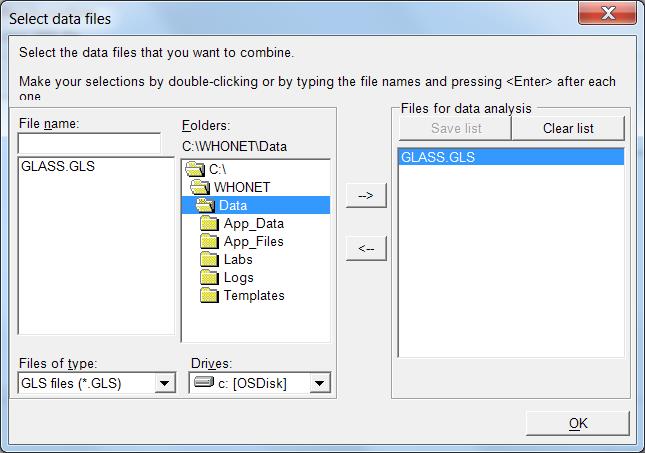 Select data files
Select the data files that you want to combine.
Make your selections by double-clicking or by typing the file names and pressing <Enter> after each
one
File name:
GLASS.GLS
Files of type:
GLS files (*.GLS)
Folders:
C:\WHONET\Data
C:\
WHONET
Data
App_Data
App_Files
Labs
Logs
Templates
Drives:
c: [OSDisk]
-->
<--
Files for data analysis
Save list
Clear list
GLASS.GLS
OK